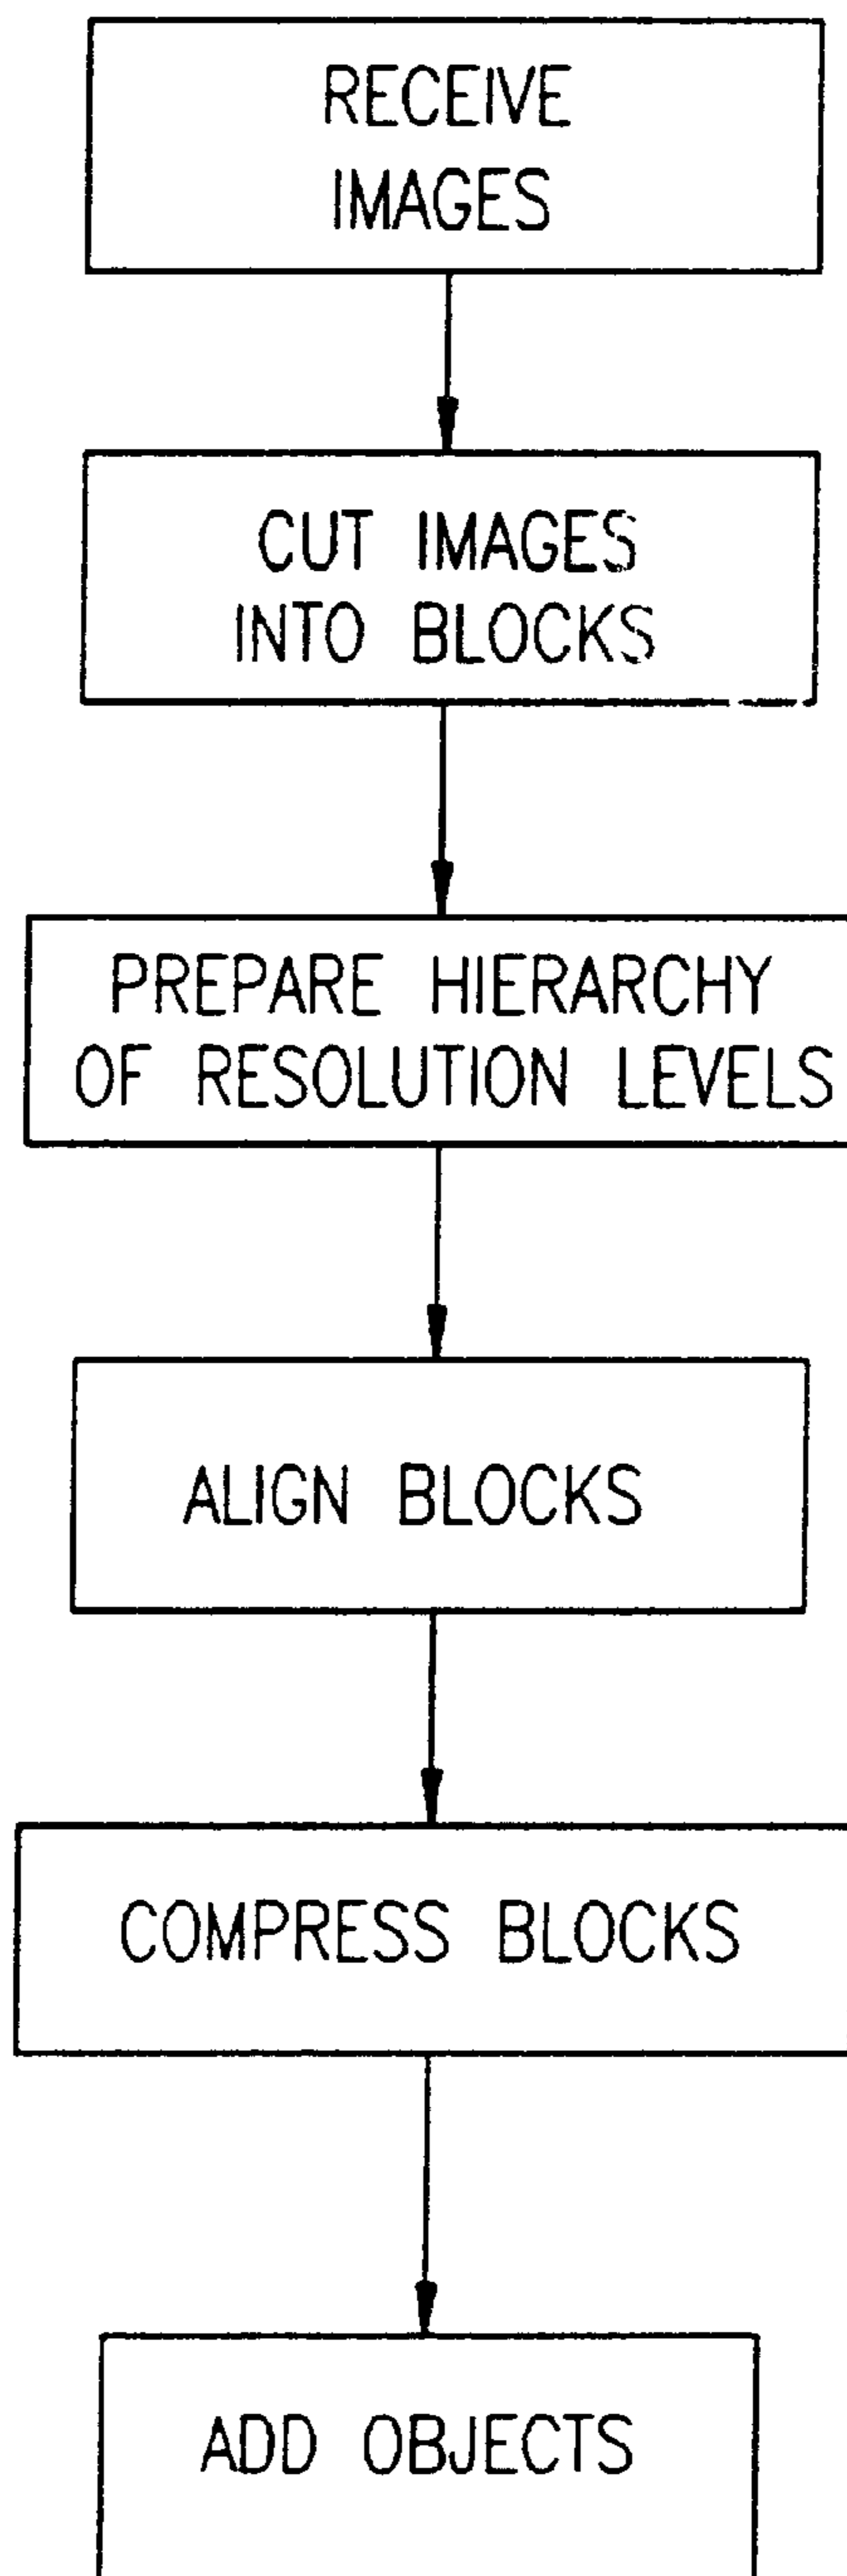 RECEIVE
IMAGES
CUT IMAGES
INTO BLOCKS
PREPARE HIERARCHY
OF RESOLUTION LEVELS
ALIGN BLOCKS
COMPRESS BLOCKS
ADD OBJECTS